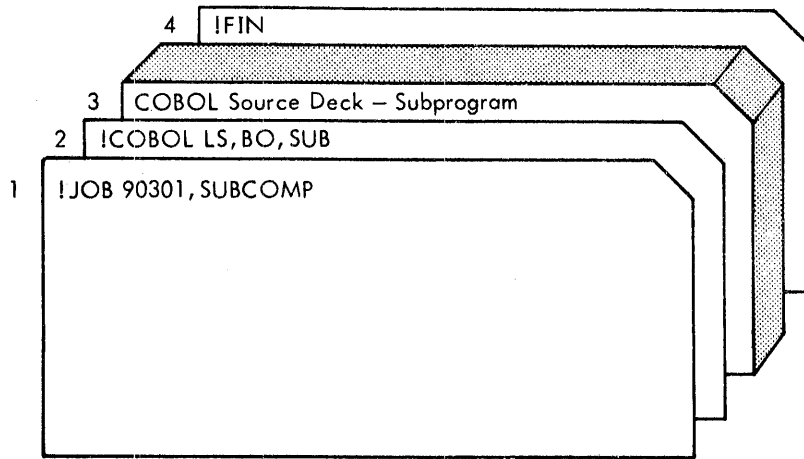 4 !FIN
3 COBOL Source Deck – Subprogram
2 !COBOL LS, BO, SUB
1 !JOB 90301, SUBCOMP